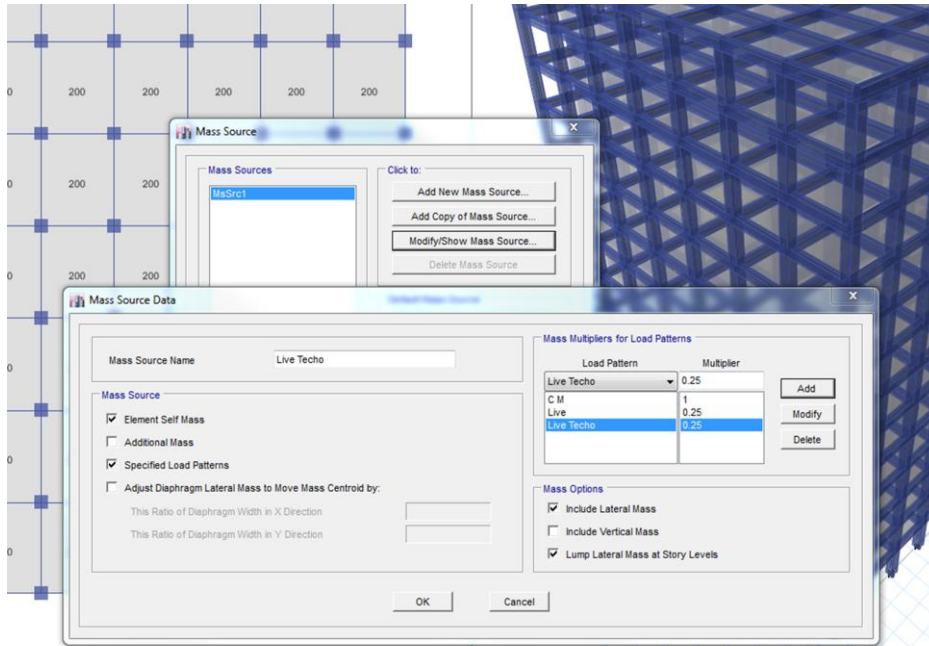 200 200 200 200 200
0
Mass Source
Mass Sources
Click to:
MsSrc1
Add New Mass Source...
Add Copy of Mass Source...
Modify/Show Mass Source...
Delete Mass Source
0 200 200
0 200 200
Default Mass Source
Mass Source Data
Mass Source Name Live Techo
Mass Source
Element Self Mass
Additional Mass
Specified Load Patterns
Adjust Diaphragm Lateral Mass to Move Mass Centroid by:
This Ratio of Diaphragm Width in X Direction
This Ratio of Diaphragm Width in Y Direction
Mass Multipliers for Load Patterns
Load Pattern Multiplier
Live Techo 0.25
C M 1
Live 0.25
Live Techo 0.25
Add
Modify
Delete
Mass Options
Include Lateral Mass
Include Vertical Mass
Lump Lateral Mass at Story Levels
OK Cancel
0
0
0